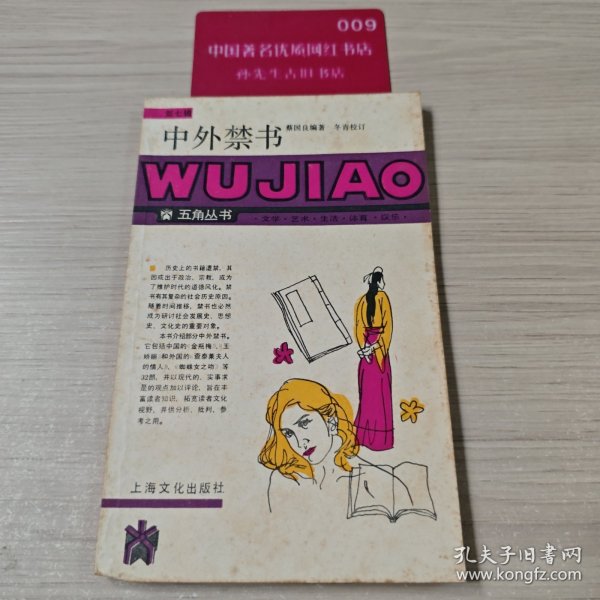 009
中国著名优质网红书店
孙先生古旧书店
第七辑
中外禁书
蔡国良编著 冬青校订
WUJIAO
五角丛书
·文学·艺术·生活·体育·娱乐·
历史上的书籍遭禁,其
因或出于政治、宗教,或为
了维护时代的道德风化。禁
书有其复杂的社会历史原因。
随着时间推移,禁书也必然
成为研讨社会发展史、思想
史、文化史的重要对象。
本书介绍部分中外禁书。
它包括中国的《金瓶梅》、《玉
娇丽》和外国的《查泰莱夫人
的情人》、《蜘蛛女之吻》等
32部,并以现代的、实事求
是的观点加以评论,旨在丰
富读者知识,拓宽读者文化
视野,并供分析、批判、参
考之用。
上海文化出版社
孔夫子旧书网
www.kongfz.com